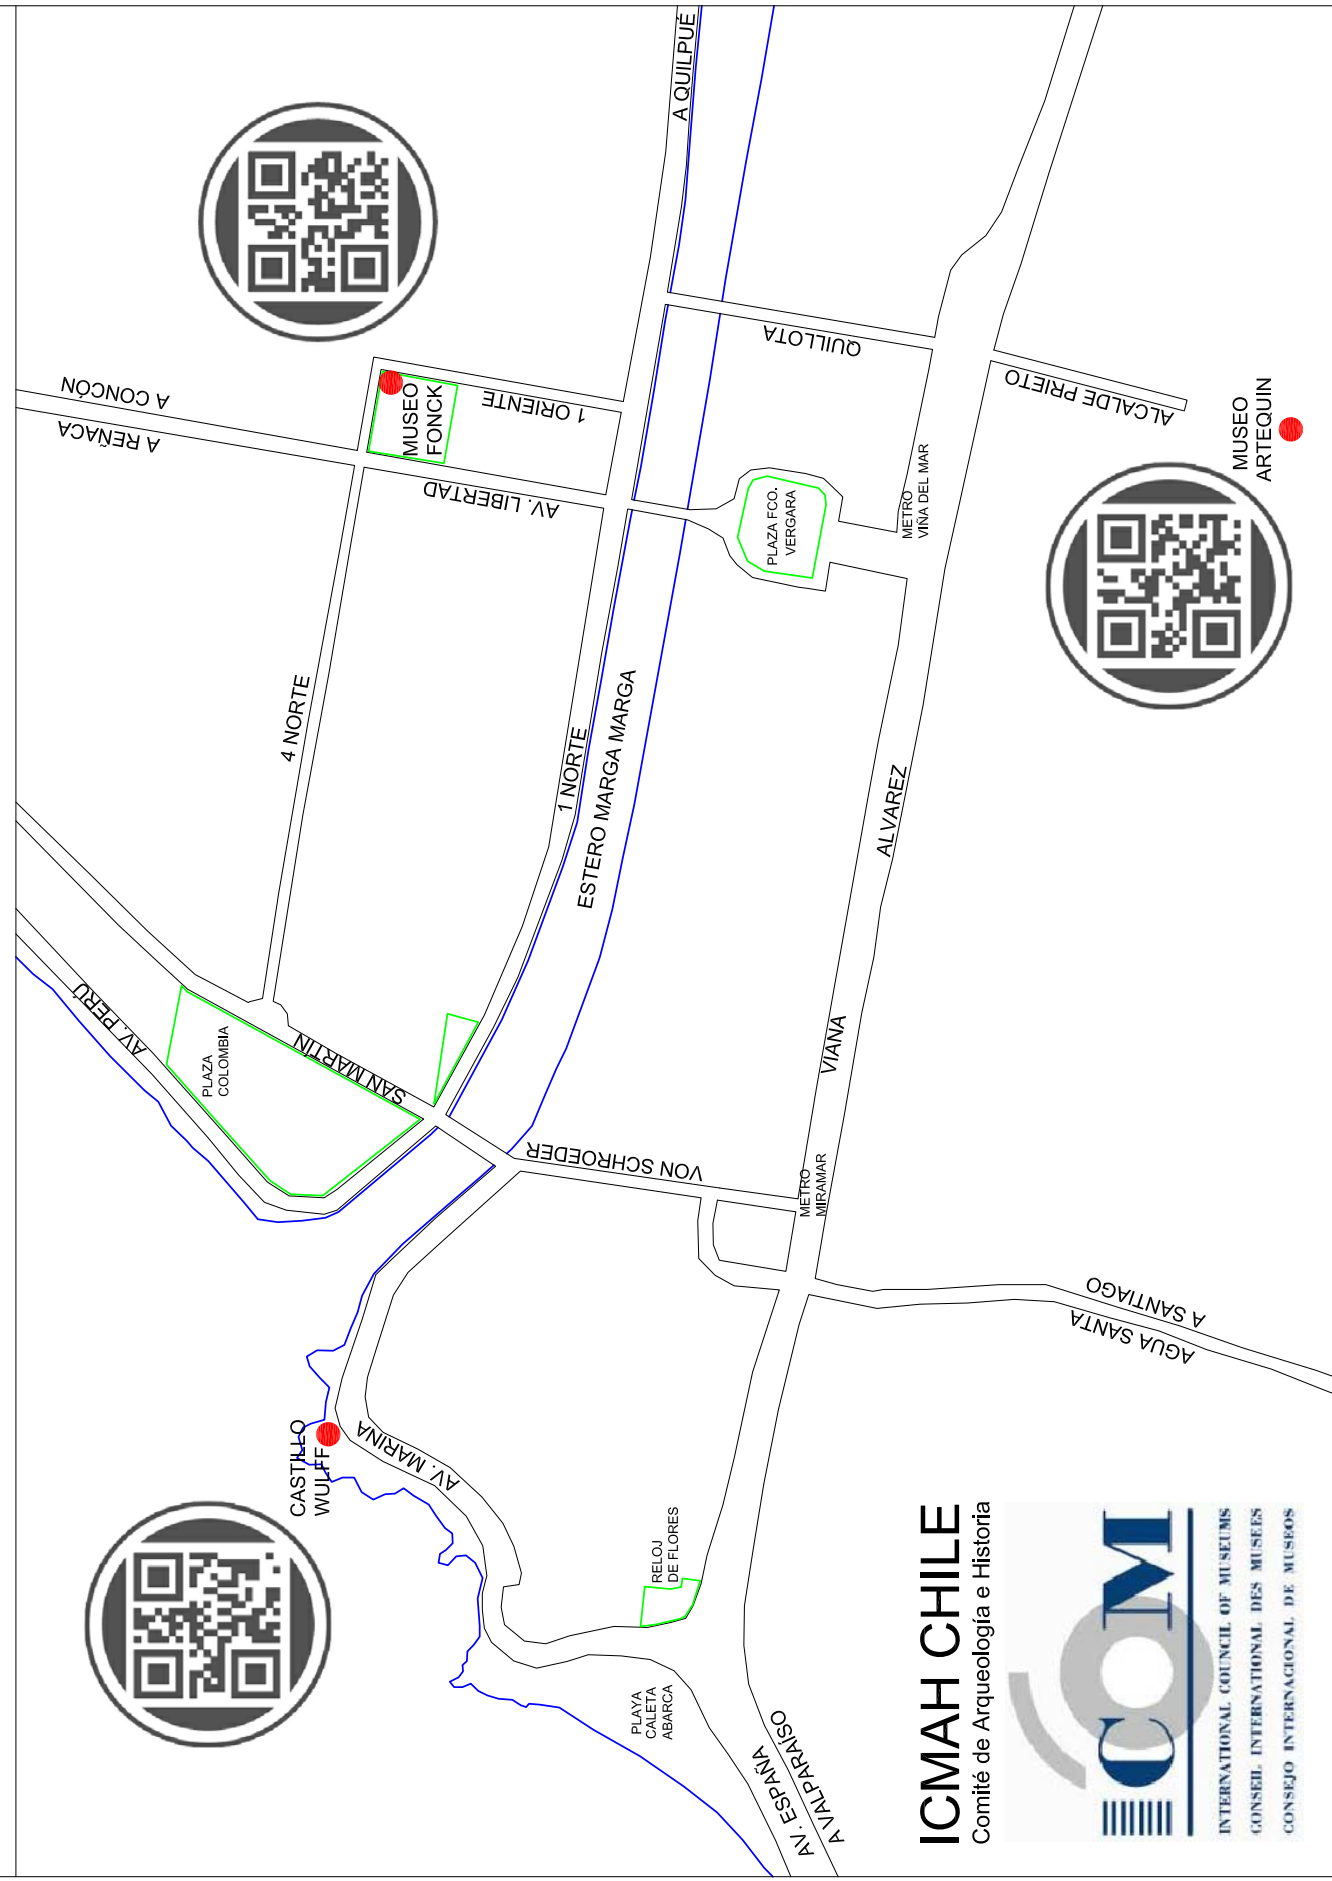 A QUILPUÉ
A CONCÓN
A REÑACA
MUSEO
FONCK
1 ORIENTE
AV. LIBERTAD
QUILLOTA
ALCALDE PRIETO
MUSEO
ARTEQUIN
PLAZA FCO.
VERGARA
METRO
VIÑA DEL MAR
4 NORTE
1 NORTE
ESTERO MARGA MARGA
ALVAREZ
VIANA
AV. PERÚ
PLAZA
COLOMBIA
SAN MARTÍN
VON SCHROEDER
METRO
MIRAMAR
A SANTIAGO
AGUA SANTA
CASTILLO
WULFF
AV. MARINA
RELOJ
DE FLORES
PLAYA
CALETA
ABARCA
AV. ESPAÑA
A VALPARAÍSO
ICMAH CHILE
Comité de Arqueología e Historia
ICOM
INTERNATIONAL COUNCIL OF MUSEUMS
CONSEIL INTERNATIONAL DES MUSEES
CONSEJO INTERNACIONAL DE MUSEOS